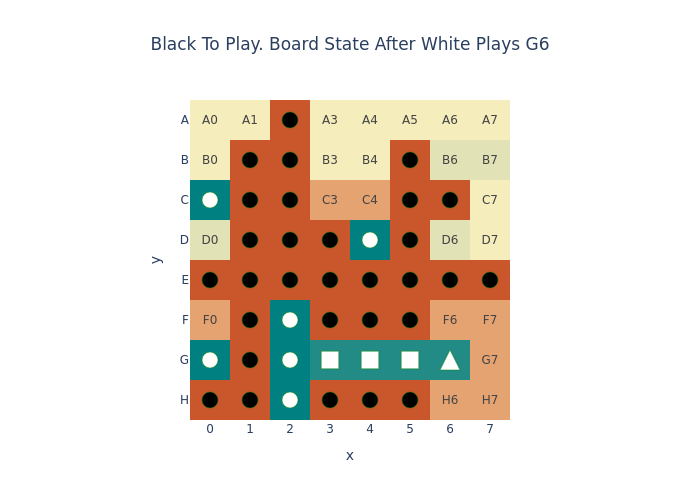 Black To Play. Board State After White Plays G6
A A0 A1 A3 A4 A5 A6 A7
B B0 B3 B4 B6 B7
C C3 C4 C7
D D0 D6 D7
y
E
F F0 F6 F7
G G7
H H6 H7
0 1 2 3 4 5 6 7
x